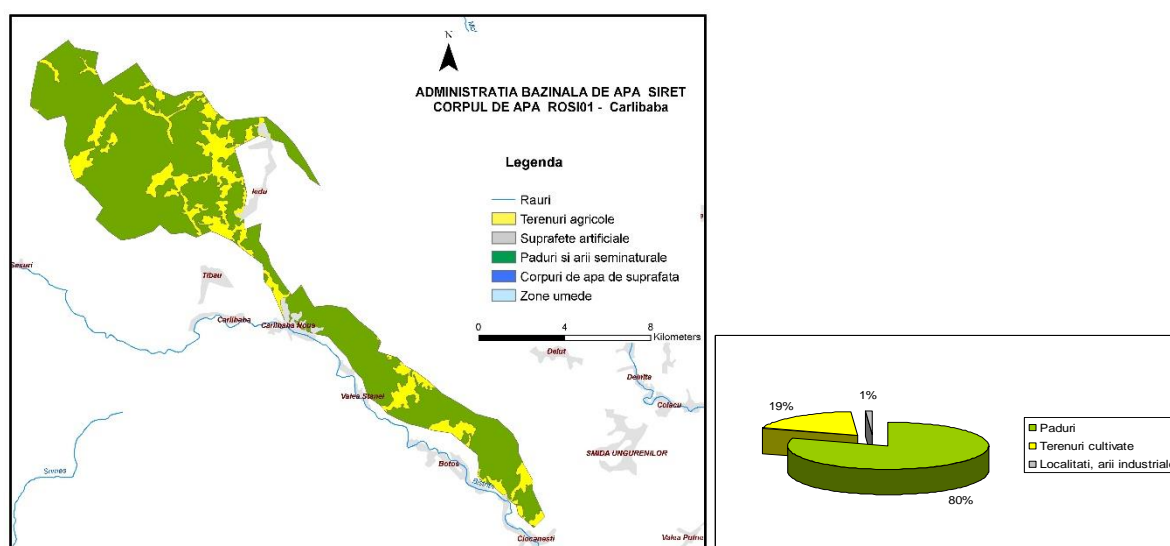 N
ADMINISTRATIA BAZINALA DE APA SIRET
CORPUL DE APA ROSI01 - Carlibaba
Legenda
Rauri
Terenuri agricole
Suprafete artificiale
Paduri si arii seminaturale
Corpuri de apa de suprafata
Zone umede
0 4 8
Kilometers
Iedu
Tibau
Carlibaba
Carlibaba Noua
Valea Stanei
Botos
Ciocanesti
SMIDA UNGURENILOR
Colacu
19%
1%
80%
Paduri
Terenuri cultivate
Localitati, arii industriale